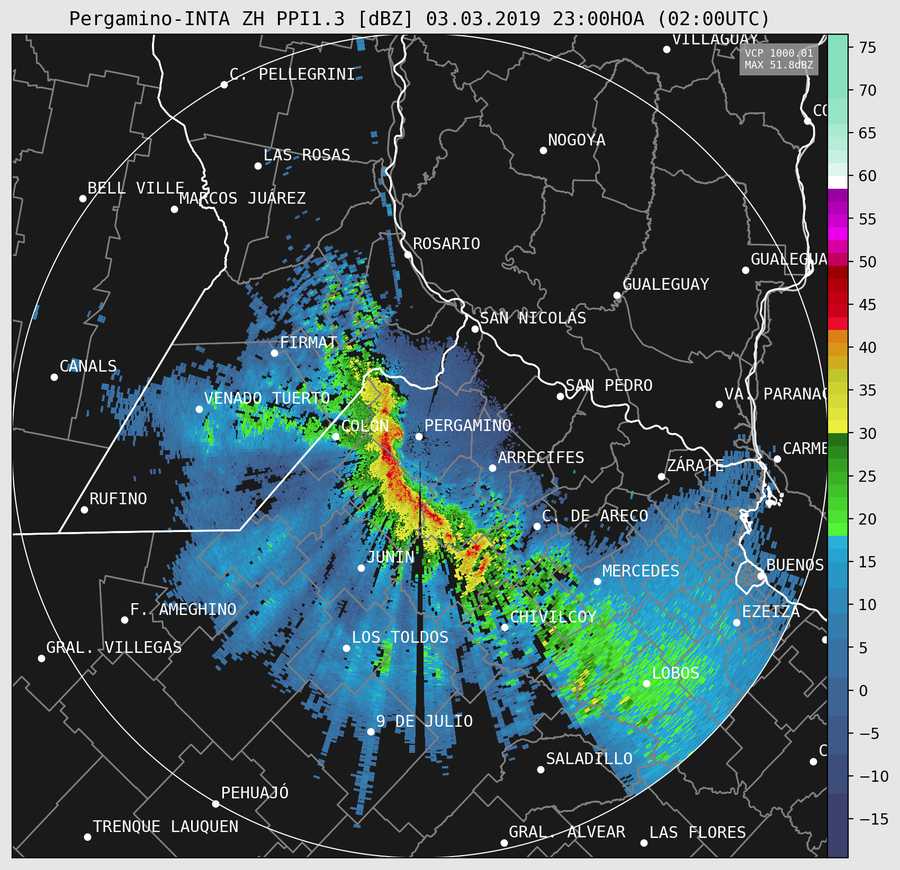 Pergamino-INTA ZH PPI1.3 [dBZ] 03.03.2019 23:00HOA (02:00UTC)
VILLAGUAY
VCP 1000.01
MAX 51.8dBZ
75
C. PELLEGRINI
70
CO
65
NOGOYA
LAS ROSAS
60
BELL VILLE
MARCOS JUÁREZ
55
ROSARIO
GUALEGUA
50
GUALEGUAY
45
SAN NICOLÁS
FIRMAT
40
CANALS
SAN PEDRO
35
VENADO TUERTO
VA. PARANAC
COLÓN
PERGAMINO
30
CARME
ARRECIFES
ZÁRATE
25
RUFINO
C. DE ARECO
20
JUNÍN
BUENOS
15
MERCEDES
F. AMEGHINO
EZEIZA
10
CHIVILCOY
LOS TOLDOS
GRAL. VILLEGAS
5
LOBOS
0
9 DE JULIO
−5
SALADILLO
C
−10
PEHUAJÓ
−15
TRENQUE LAUQUEN
GRAL. ALVEAR
LAS FLORES